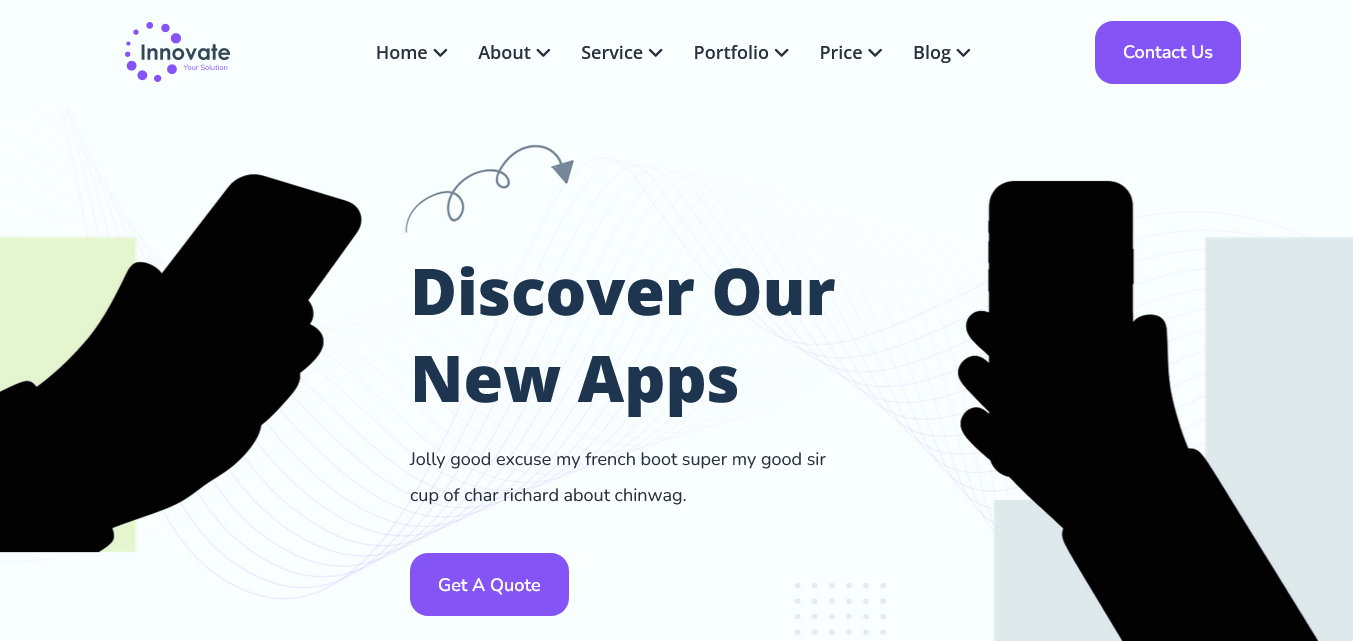 Innovate
Your Solution
Home
About
Service
Portfolio
Price
Blog
Contact Us
Discover Our
New Apps
Jolly good excuse my french boot super my good sir
cup of char richard about chinwag.
Get A Quote